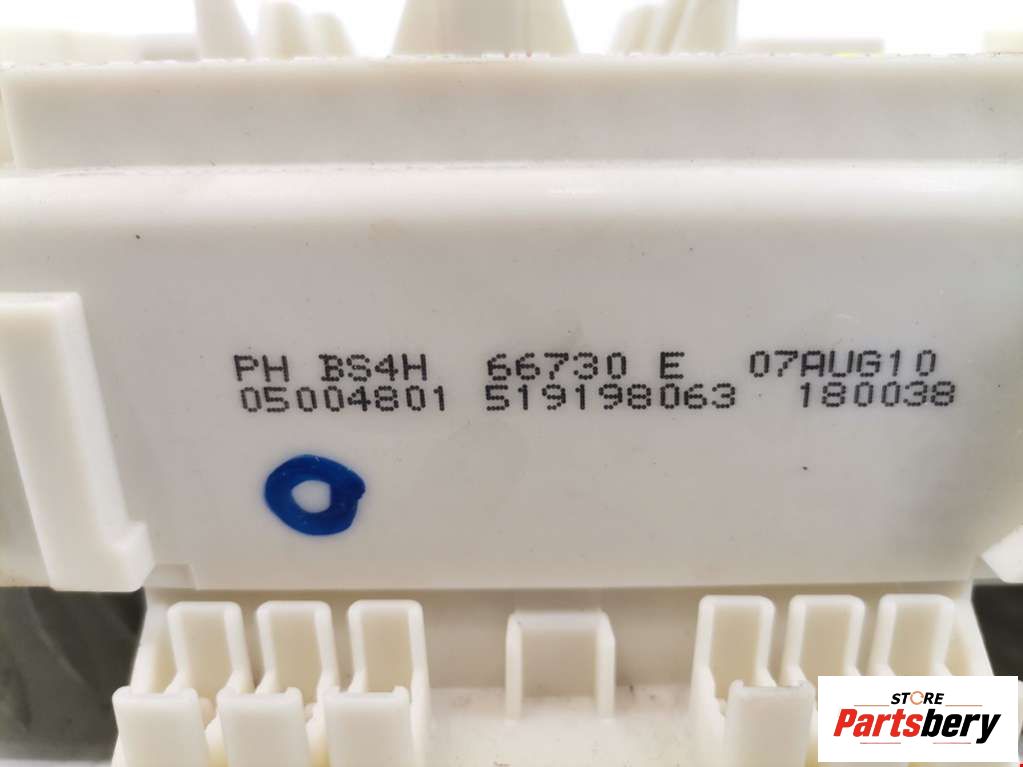 PH BS4H 66730 E 07AUG10
05004801 519198063 180038
STORE
Partsbery